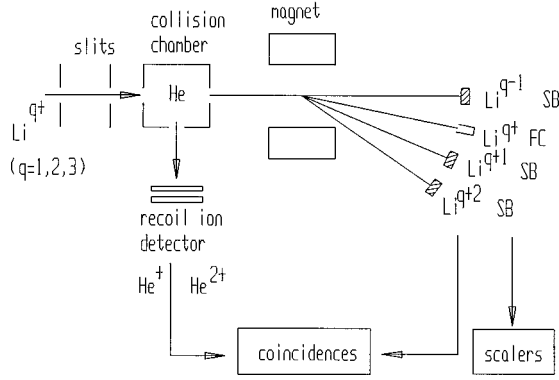 magnet
collision
chamber
slits
He
Li^q+
(q=1,2,3)
Li^q-1 SB
Li^q+ FC
Li^q+1 SB
Li^q+2 SB
recoil ion
detector
He^+ He^2+
coincidences
scalers